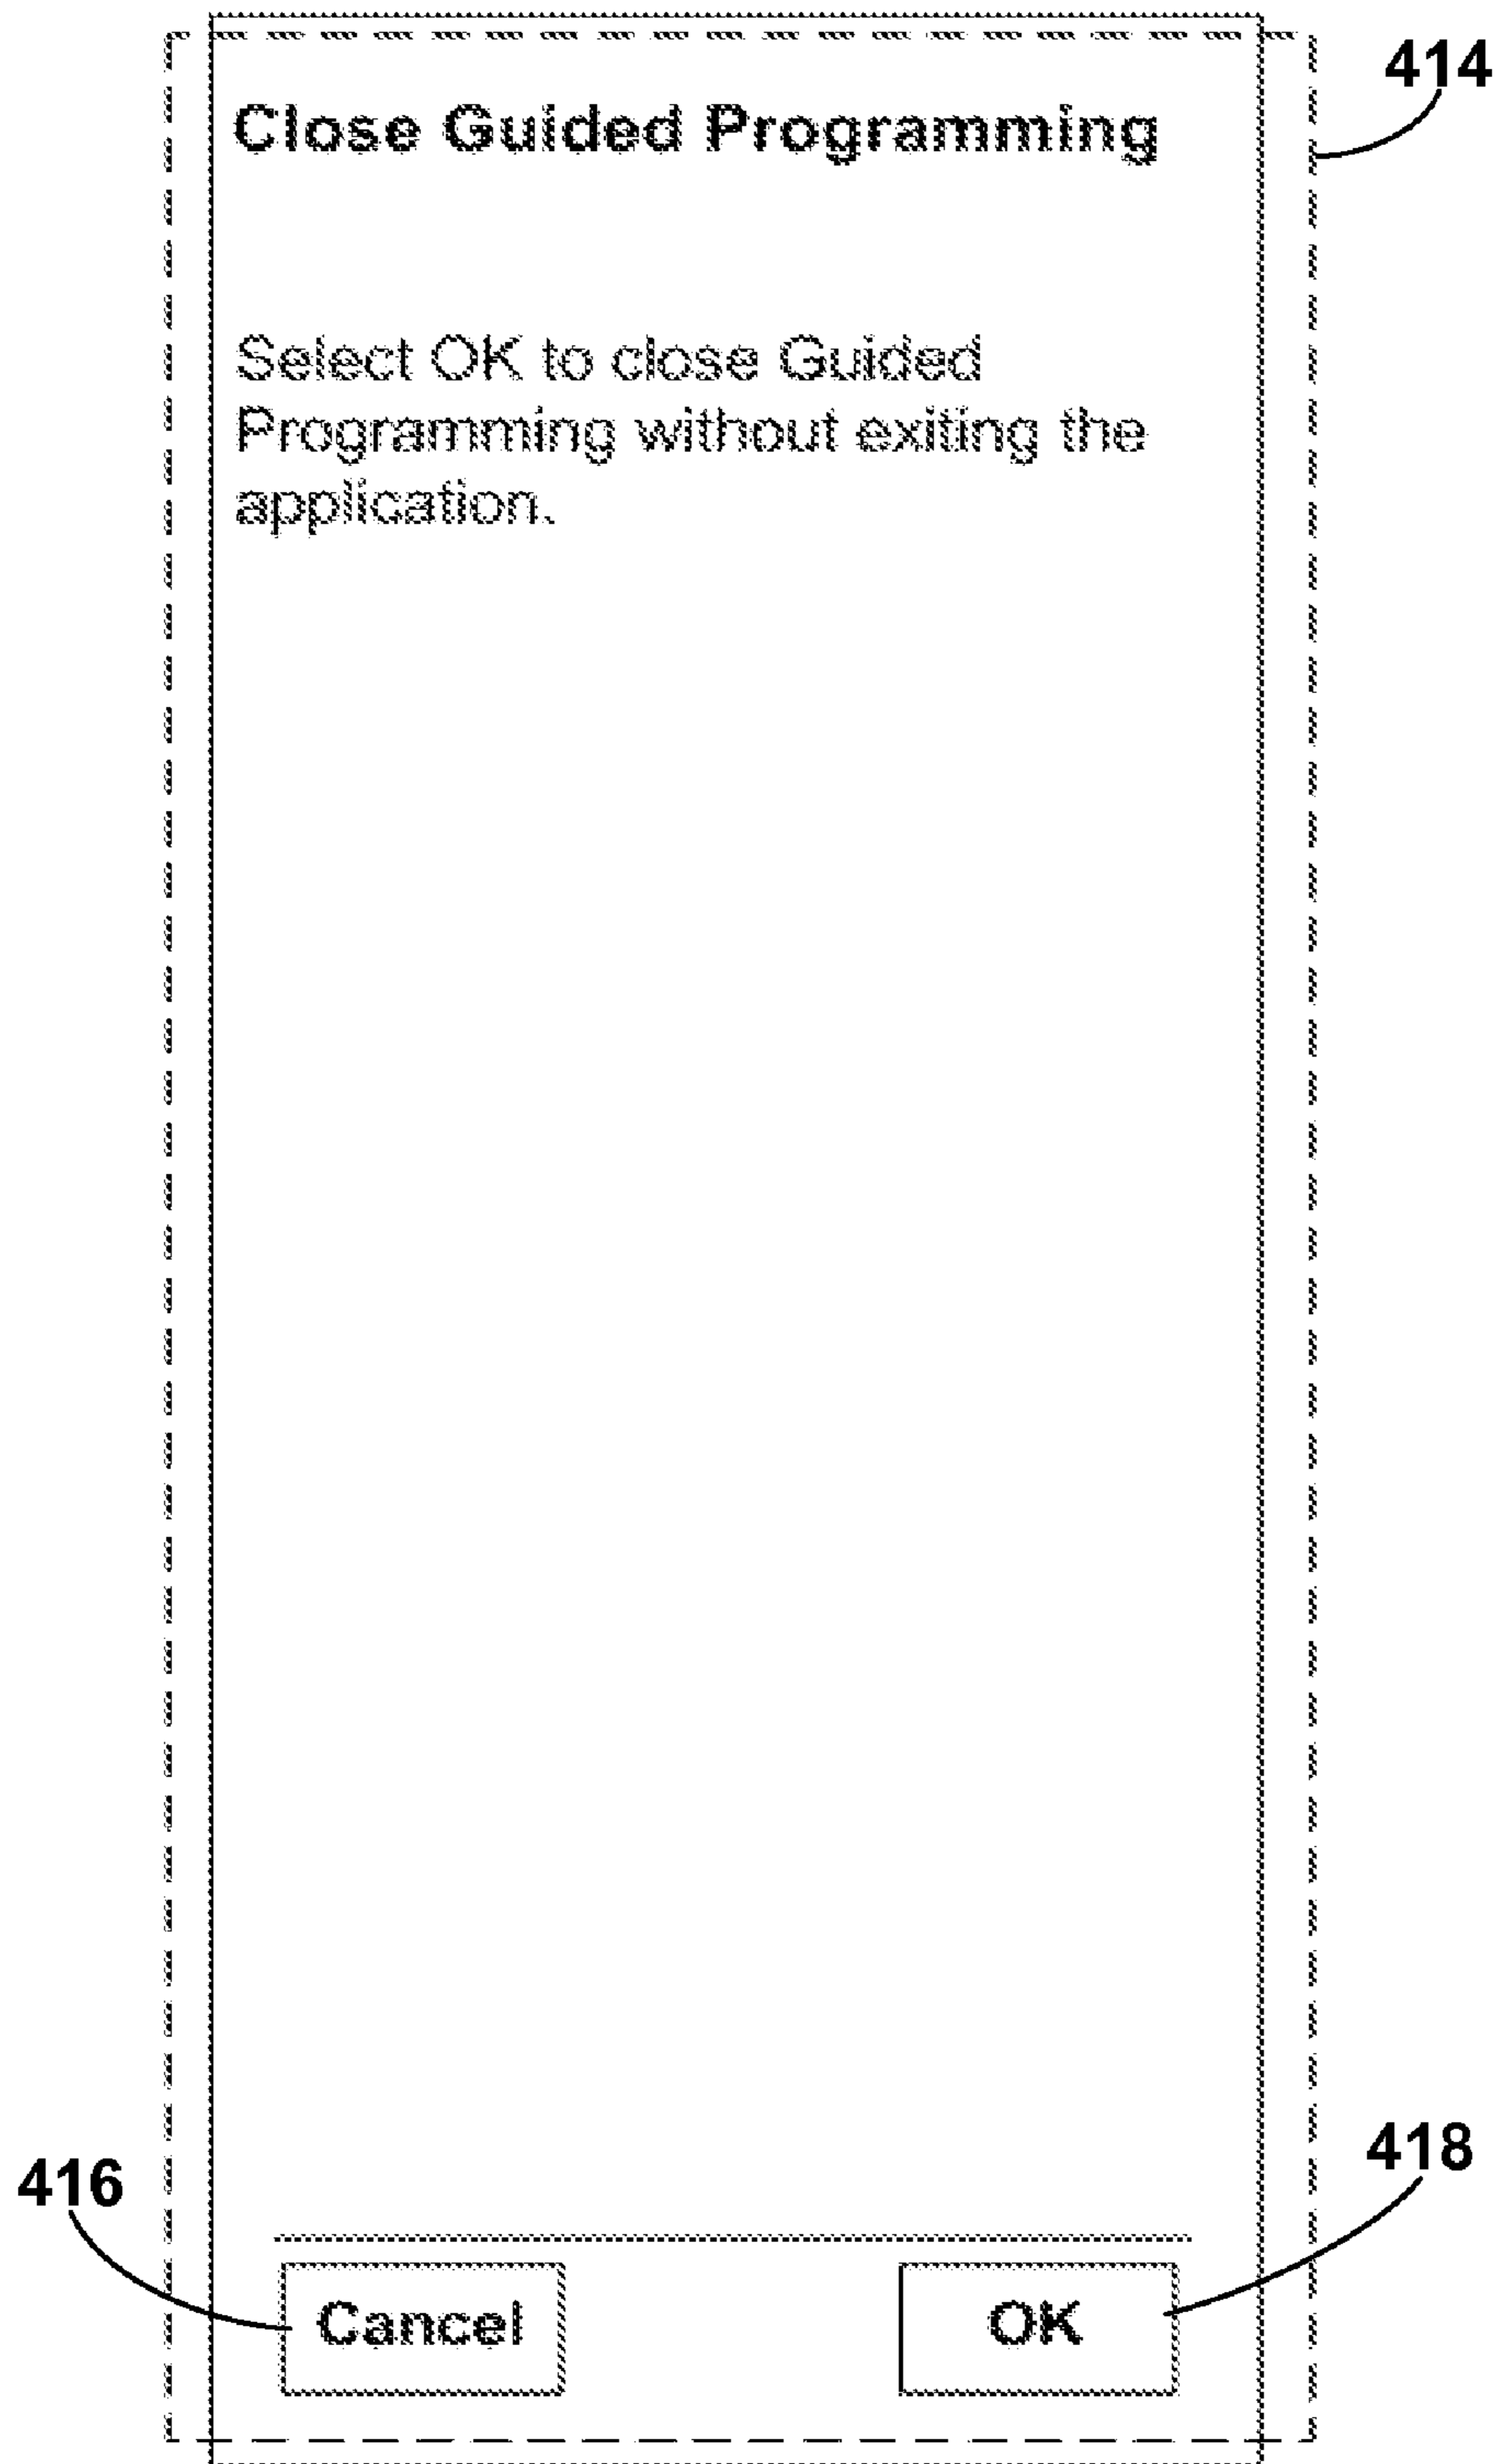 414
Close Guided Programming
Select OK to close Guided
Programming without exiting the
application.
416
418
Cancel
OK